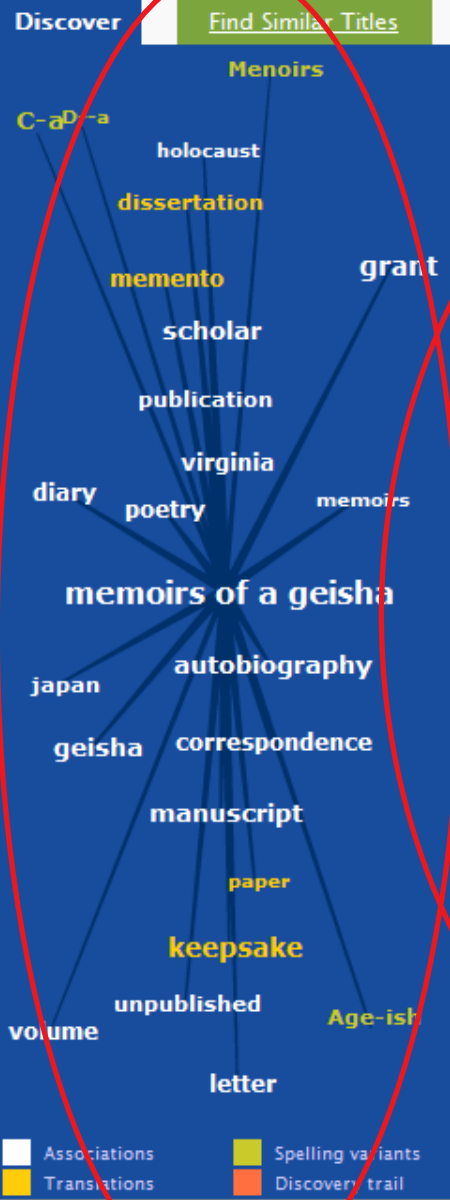 Discover Find Similar Titles
Menoirs
C-a D--a
holocaust
dissertation
grant
memento
scholar
publication
virginia
diary
memoirs
poetry
memoirs of a geisha
autobiography
japan
correspondence
geisha
manuscript
paper
keepsake
unpublished
Age-ish
volume
letter
Associations Spelling variants
Translations Discovery trail